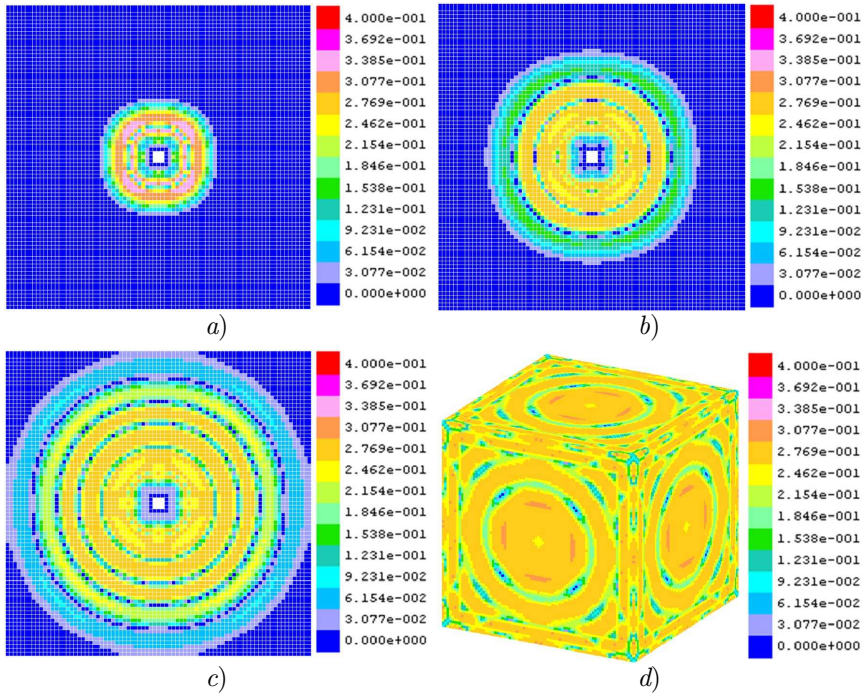 4.000e-001
3.692e-001
3.385e-001
3.077e-001
2.769e-001
2.462e-001
2.154e-001
1.846e-001
1.538e-001
1.231e-001
9.231e-002
6.154e-002
3.077e-002
0.000e+000
a)
4.000e-001
3.692e-001
3.385e-001
3.077e-001
2.769e-001
2.462e-001
2.154e-001
1.846e-001
1.538e-001
1.231e-001
9.231e-002
6.154e-002
3.077e-002
0.000e+000
b)
4.000e-001
3.692e-001
3.385e-001
3.077e-001
2.769e-001
2.462e-001
2.154e-001
1.846e-001
1.538e-001
1.231e-001
9.231e-002
6.154e-002
3.077e-002
0.000e+000
c)
4.000e-001
3.692e-001
3.385e-001
3.077e-001
2.769e-001
2.462e-001
2.154e-001
1.846e-001
1.538e-001
1.231e-001
9.231e-002
6.154e-002
3.077e-002
0.000e+000
d)